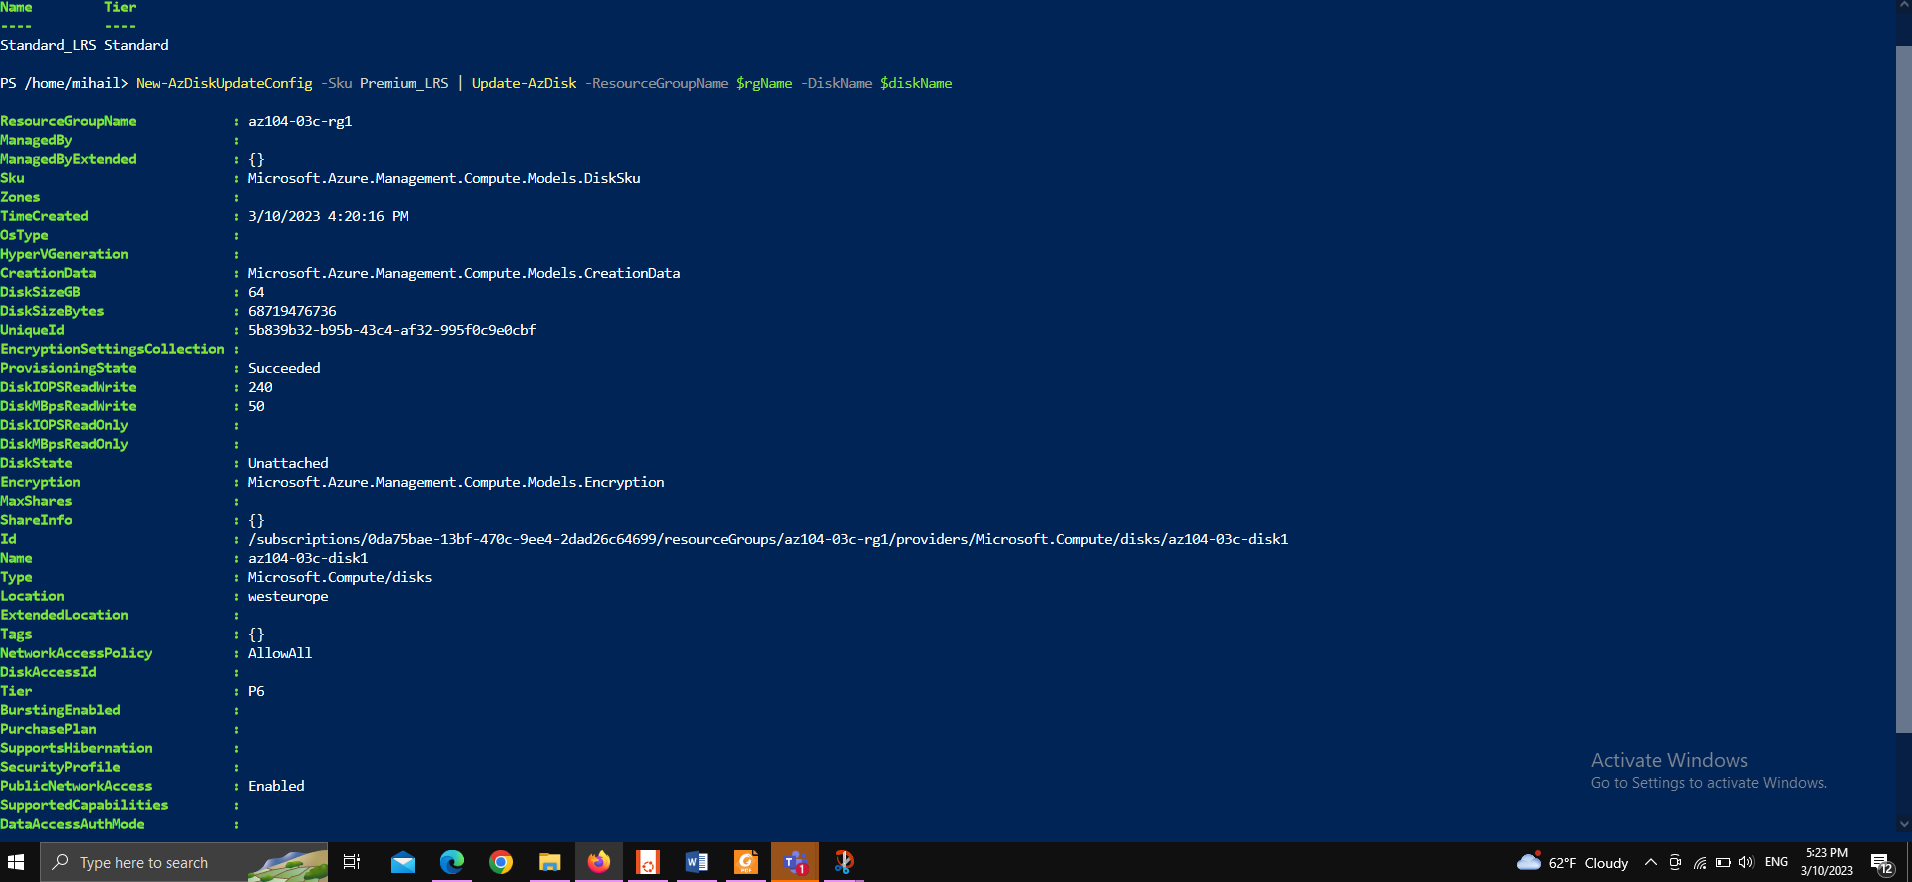 Name         Tier
----         ----
Standard_LRS Standard
PS /home/mihail> New-AzDiskUpdateConfig -Sku Premium_LRS | Update-AzDisk -ResourceGroupName $rgName -DiskName $diskName
ResourceGroupName            : az104-03c-rg1
ManagedBy                    :
ManagedByExtended            : {}
Sku                          : Microsoft.Azure.Management.Compute.Models.DiskSku
Zones                        :
TimeCreated                  : 3/10/2023 4:20:16 PM
OsType                       :
HyperVGeneration             :
CreationData                 : Microsoft.Azure.Management.Compute.Models.CreationData
DiskSizeGB                   : 64
DiskSizeBytes                : 68719476736
UniqueId                     : 5b839b32-b95b-43c4-af32-995f0c9e0cbf
EncryptionSettingsCollection :
ProvisioningState            : Succeeded
DiskIOPSReadWrite            : 240
DiskMBpsReadWrite            : 50
DiskIOPSReadOnly             :
DiskMBpsReadOnly             :
DiskState                    : Unattached
Encryption                   : Microsoft.Azure.Management.Compute.Models.Encryption
MaxShares                    :
ShareInfo                    : {}
Id                           : /subscriptions/0da75bae-13bf-470c-9ee4-2dad26c64699/resourceGroups/az104-03c-rg1/providers/Microsoft.Compute/disks/az104-03c-disk1
Name                         : az104-03c-disk1
Type                         : Microsoft.Compute/disks
Location                     : westeurope
ExtendedLocation             :
Tags                         : {}
NetworkAccessPolicy          : AllowAll
DiskAccessId                 :
Tier                         : P6
BurstingEnabled              :
PurchasePlan                 :
SupportsHibernation          :
SecurityProfile              :
PublicNetworkAccess          : Enabled
SupportedCapabilities        :
DataAccessAuthMode           :
Activate Windows
Go to Settings to activate Windows.
Type here to search
1
62°F Cloudy
ENG
5:23 PM
3/10/2023
12